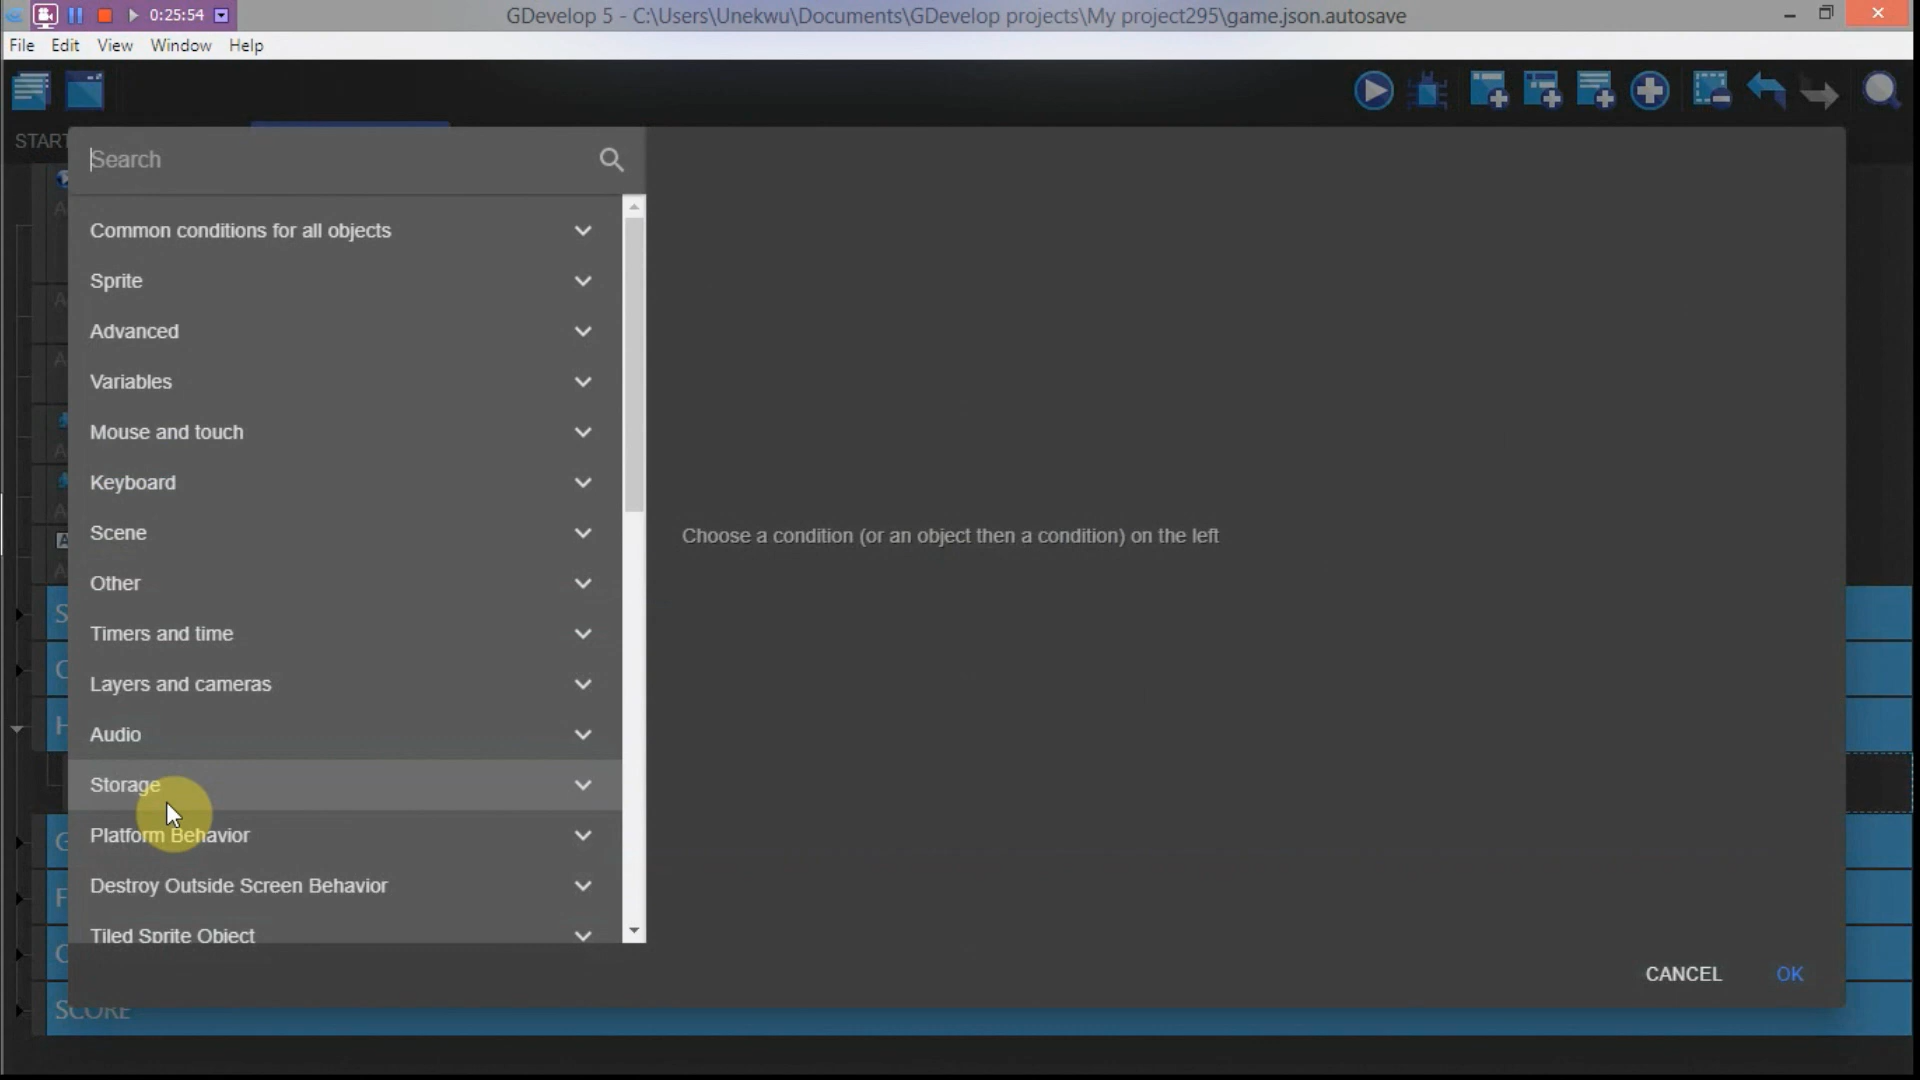 0:25:54
GDevelop 5 - C:\Users\Unekwu\Documents\GDevelop projects\My project295\game.json.autosave
File Edit View Window Help
START
Search
Common conditions for all objects
Sprite
Advanced
Variables
Mouse and touch
Keyboard
Scene
Other
Timers and time
Layers and cameras
Audio
Storage
Platform Behavior
Destroy Outside Screen Behavior
Tiled Sprite Object
Choose a condition (or an object then a condition) on the left
CANCEL OK
SCORE